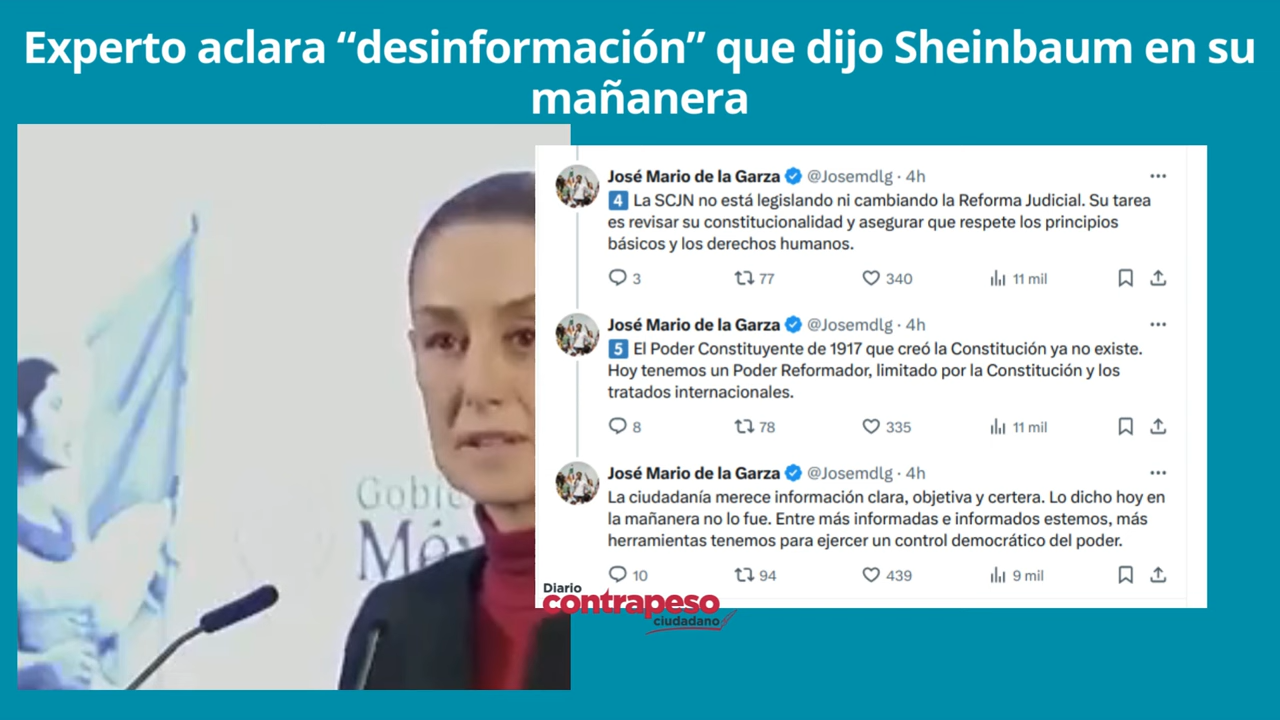 Experto aclara “desinformación” que dijo Sheinbaum en su
mañanera
José Mario de la Garza @Josemdlg · 4h
4 La SCJN no está legislando ni cambiando la Reforma Judicial. Su tarea
es revisar su constitucionalidad y asegurar que respete los principios
básicos y los derechos humanos.
3 77 340 11 mil
José Mario de la Garza @Josemdlg · 4h
5 El Poder Constituyente de 1917 que creó la Constitución ya no existe.
Hoy tenemos un Poder Reformador, limitado por la Constitución y los
tratados internacionales.
8 78 335 11 mil
José Mario de la Garza @Josemdlg · 4h
La ciudadanía merece información clara, objetiva y certera. Lo dicho hoy en
la mañanera no lo fue. Entre más informadas e informados estemos, más
herramientas tenemos para ejercer un control democrático del poder.
10 94 439 9 mil
Gobie
Méx
Diario
contrapeso
ciudadano